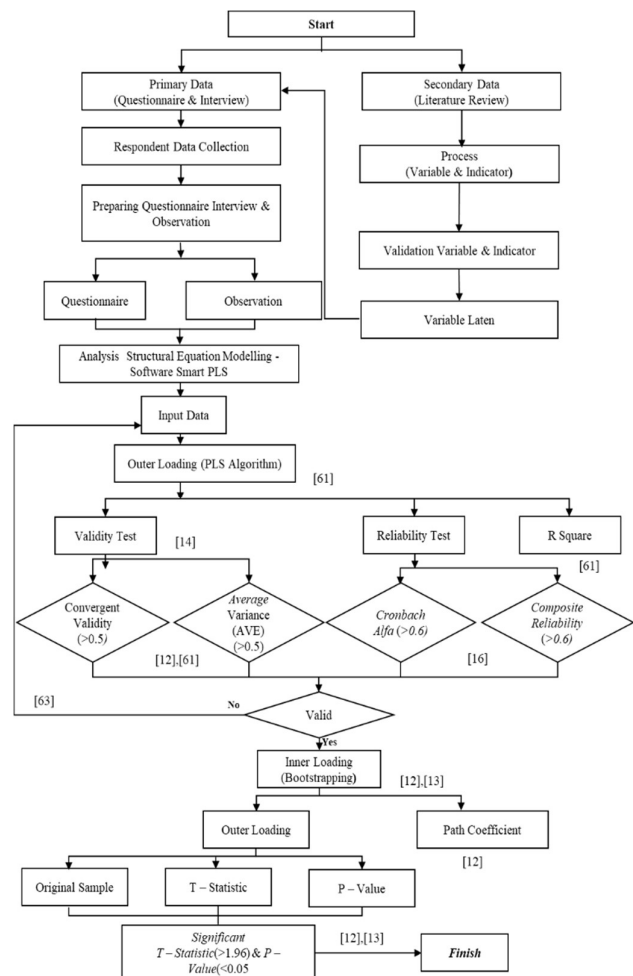 Start
Primary Data
(Questionnaire & Interview)
Secondary Data
(Literature Review)
Respondent Data Collection
Process
(Variable & Indicator)
Preparing Questionnaire Interview &
Observation
Validation Variable & Indicator
Questionnaire
Observation
Variable Laten
Analysis Structural Equation Modelling -
Software Smart PLS
Input Data
Outer Loading (PLS Algorithm)
[61]
Validity Test
Reliability Test
R Square
[14]
[61]
Convergent
Validity
(>0.5)
Average
Variance
(AVE)
(>0.5)
Cronbach
Alfa (>0.6)
Composite
Reliability
(>0.6)
[12],[61]
[16]
[63]
No
Valid
Yes
Inner Loading
(Bootstrapping)
[12],[13]
Outer Loading
Path Coefficient
[12]
Original Sample
T – Statistic
P – Value
Significant
T – Statistic(>1.96) & P –
Value(<0.05
[12],[13]
Finish